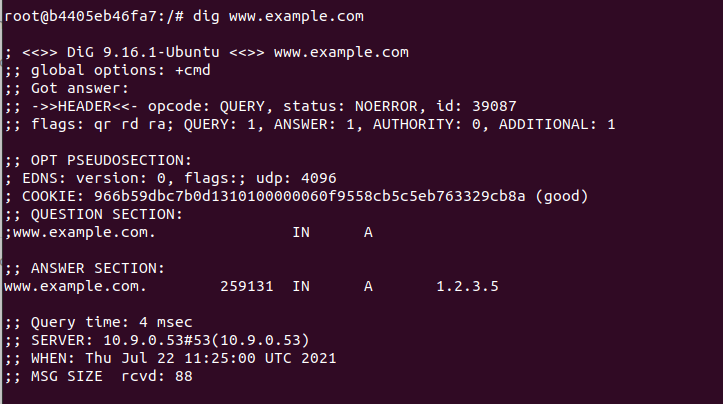 root@b4405eb46fa7:/# dig www.example.com
; <<>> DiG 9.16.1-Ubuntu <<>> www.example.com
;; global options: +cmd
;; Got answer:
;; ->>HEADER<<- opcode: QUERY, status: NOERROR, id: 39087
;; flags: qr rd ra; QUERY: 1, ANSWER: 1, AUTHORITY: 0, ADDITIONAL: 1
;; OPT PSEUDOSECTION:
; EDNS: version: 0, flags:; udp: 4096
; COOKIE: 966b59dbc7b0d1310100000060f9558cb5c5eb763329cb8a (good)
;; QUESTION SECTION:
;www.example.com. IN A
;; ANSWER SECTION:
www.example.com. 259131 IN A 1.2.3.5
;; Query time: 4 msec
;; SERVER: 10.9.0.53#53(10.9.0.53)
;; WHEN: Thu Jul 22 11:25:00 UTC 2021
;; MSG SIZE rcvd: 88